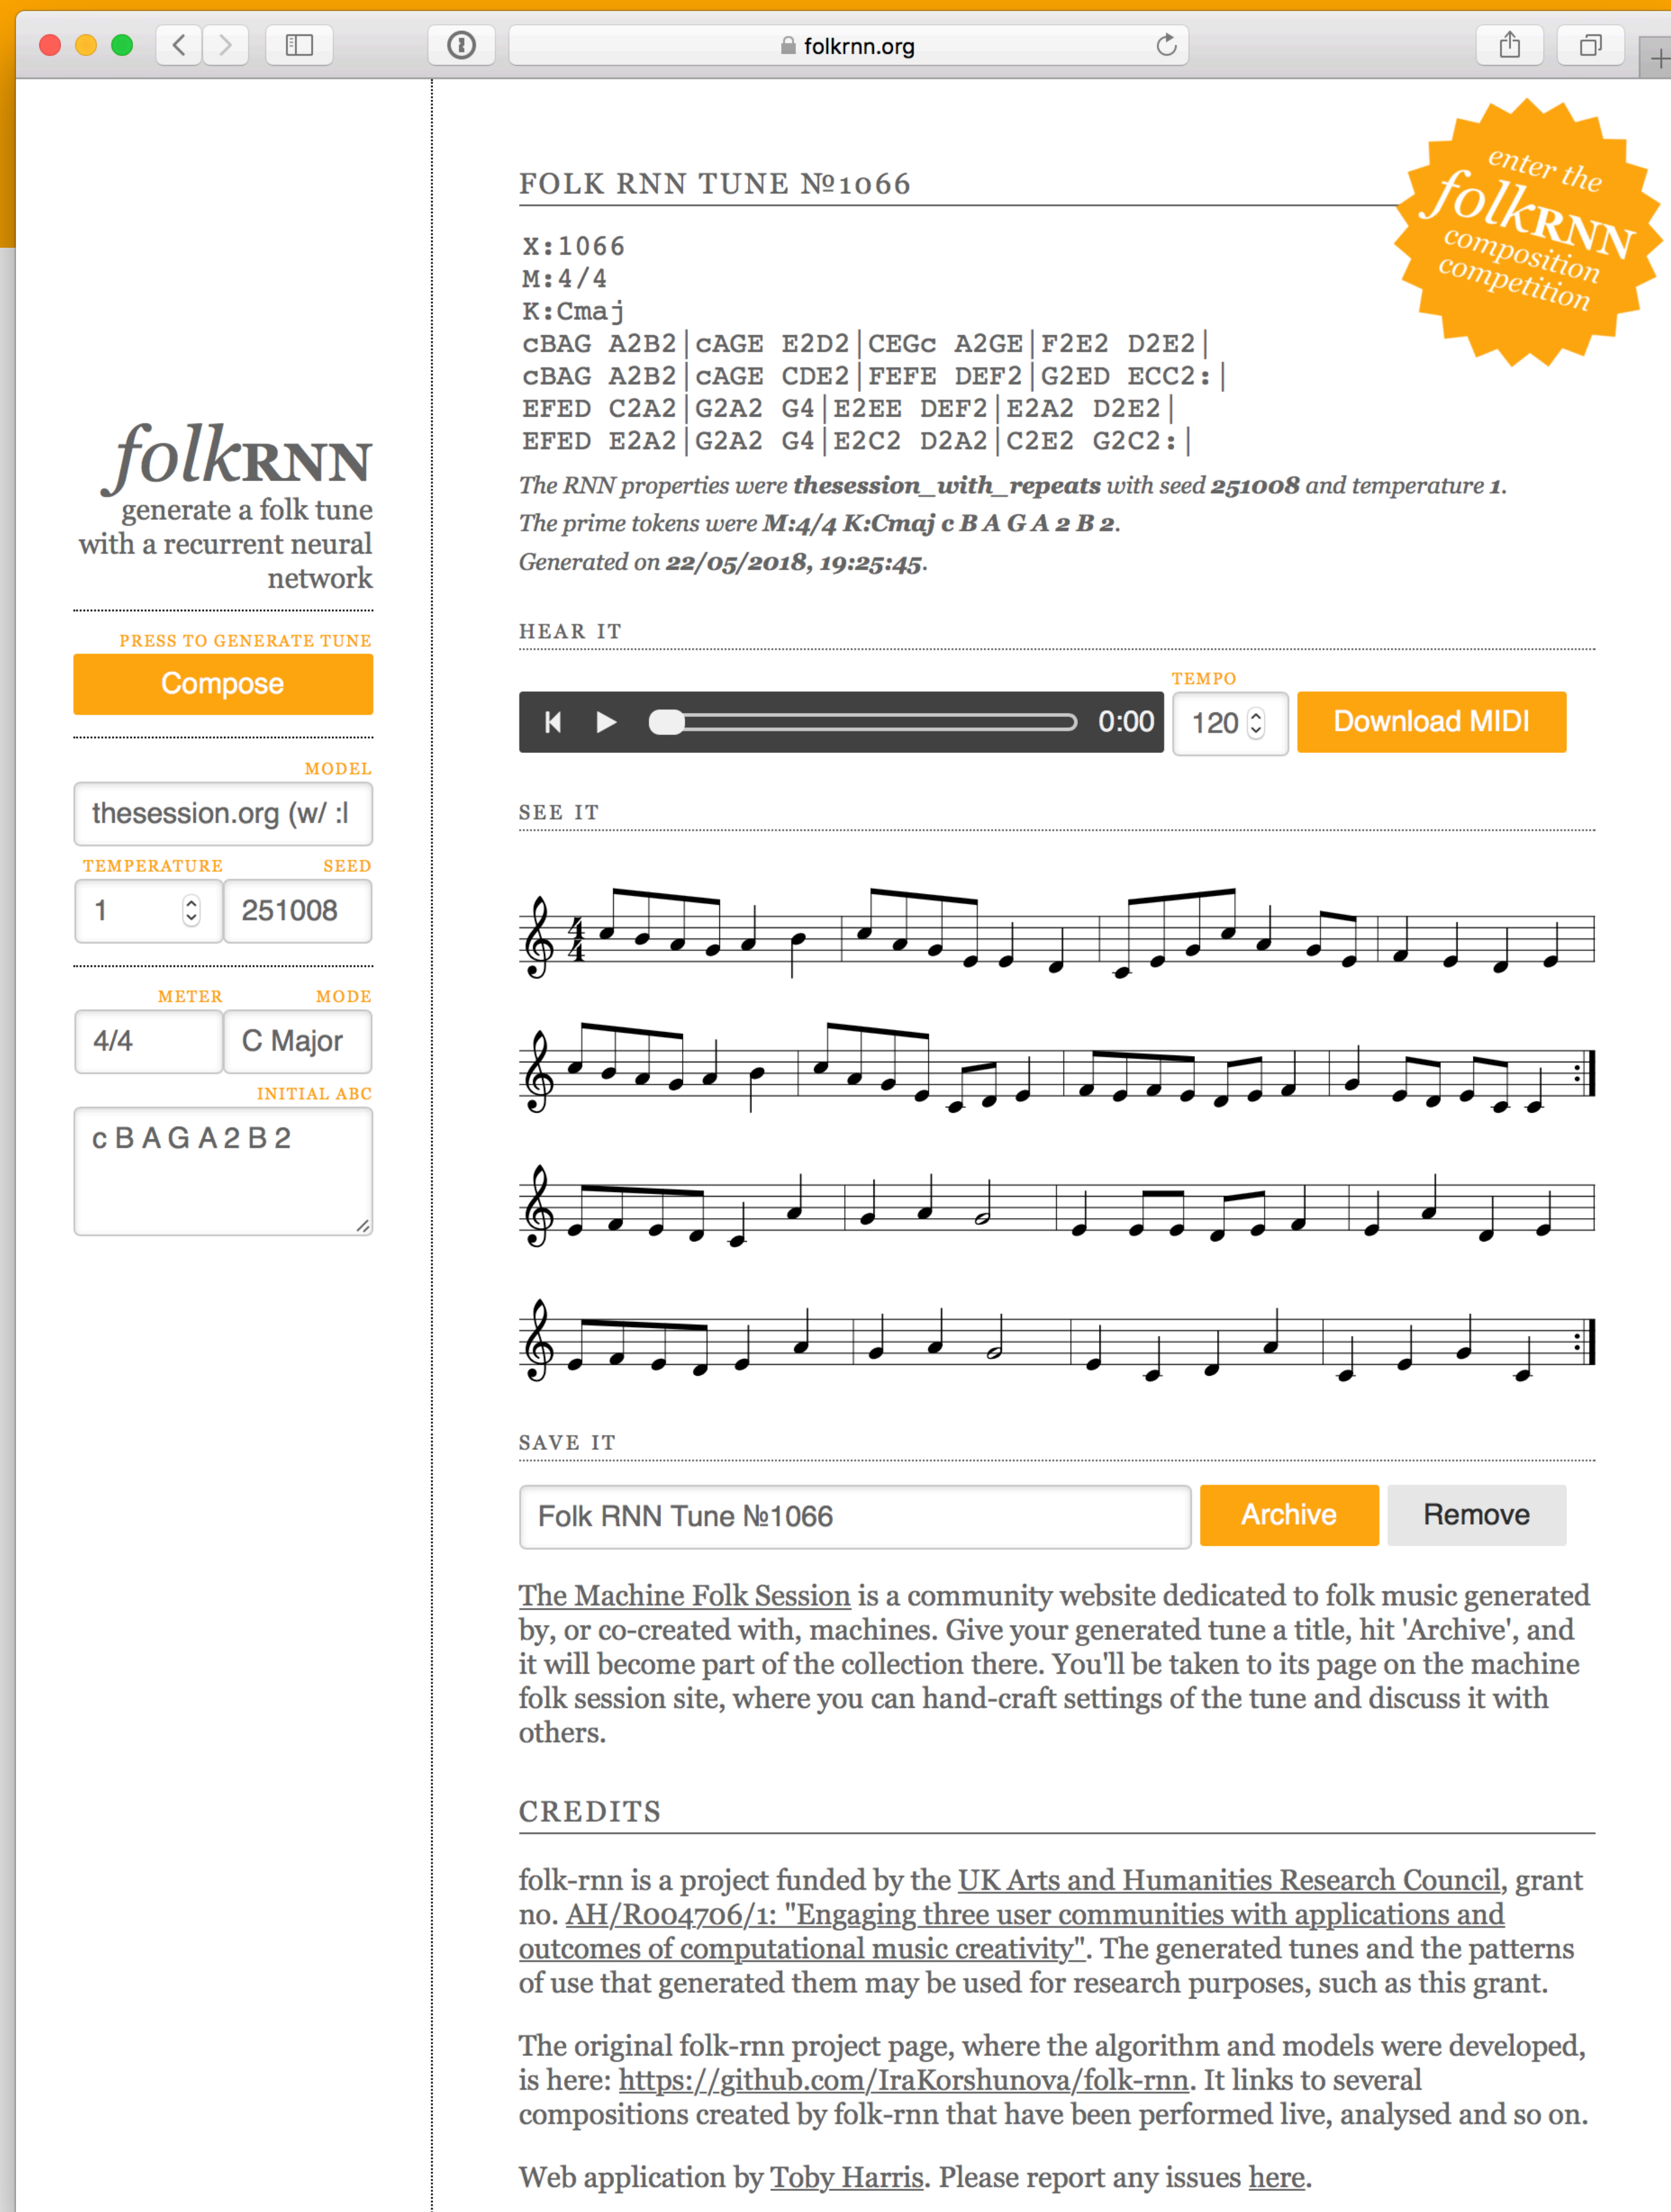 folkrnn.org
enter the
folkRNN
composition
competition
folkRNN
generate a folk tune
with a recurrent neural
network
PRESS TO GENERATE TUNE
Compose
MODEL
thesession.org (w/ :|
TEMPERATURE SEED
1 251008
METER MODE
4/4 C Major
INITIAL ABC
c B A G A 2 B 2
FOLK RNN TUNE №1066
X:1066
M:4/4
K:Cmaj
cBAG A2B2|cAGE E2D2|CEGc A2GE|F2E2 D2E2|
cBAG A2B2|cAGE CDE2|FEFE DEF2|G2ED ECC2:|
EFED C2A2|G2A2 G4|E2EE DEF2|E2A2 D2E2|
EFED E2A2|G2A2 G4|E2C2 D2A2|C2E2 G2C2:|
The RNN properties were thesession_with_repeats with seed 251008 and temperature 1.
The prime tokens were M:4/4 K:Cmaj c B A G A 2 B 2.
Generated on 22/05/2018, 19:25:45.
HEAR IT
TEMPO
0:00 120 Download MIDI
SEE IT
4
4
SAVE IT
Folk RNN Tune №1066 Archive Remove
The Machine Folk Session is a community website dedicated to folk music generated
by, or co-created with, machines. Give your generated tune a title, hit 'Archive', and
it will become part of the collection there. You'll be taken to its page on the machine
folk session site, where you can hand-craft settings of the tune and discuss it with
others.
CREDITS
folk-rnn is a project funded by the UK Arts and Humanities Research Council, grant
no. AH/R004706/1: "Engaging three user communities with applications and
outcomes of computational music creativity". The generated tunes and the patterns
of use that generated them may be used for research purposes, such as this grant.
The original folk-rnn project page, where the algorithm and models were developed,
is here: https://github.com/IraKorshunova/folk-rnn. It links to several
compositions created by folk-rnn that have been performed live, analysed and so on.
Web application by Toby Harris. Please report any issues here.